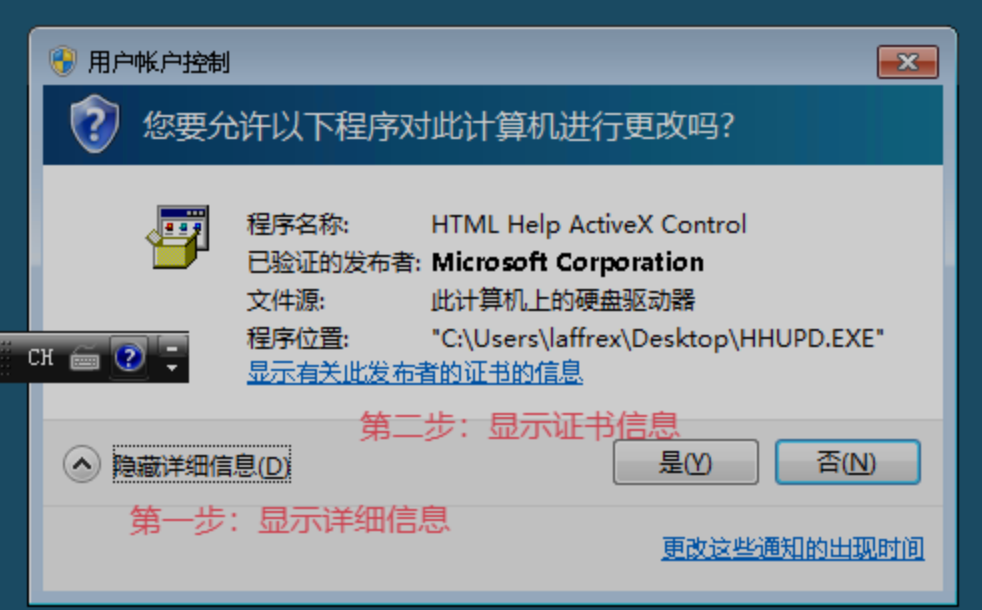 用户帐户控制
您要允许以下程序对此计算机进行更改吗?
程序名称: HTML Help ActiveX Control
已验证的发布者: Microsoft Corporation
文件源: 此计算机上的硬盘驱动器
程序位置: "C:\Users\laffrex\Desktop\HHUPD.EXE"
CH
显示有关此发布者的证书的信息
第二步：显示证书信息
隐藏详细信息(D) 是(Y) 否(N)
第一步：显示详细信息
更改这些通知的出现时间